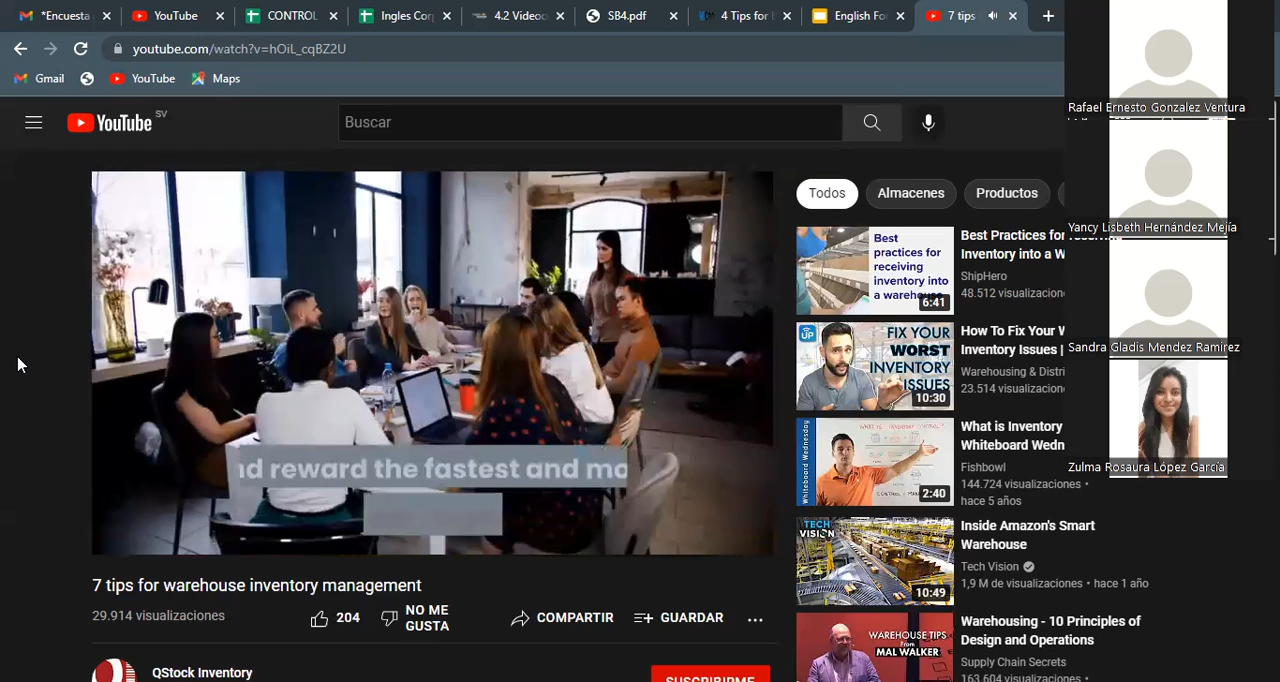 *Encuesta
YouTube
CONTROL
Ingles Cor
4.2 Videoc
SB4.pdf
4 Tips for
English Fo
7 tips
youtube.com/watch?v=hOiL_cqBZ2U
Gmail
YouTube
Maps
YouTube SV
Buscar
nd reward the fastest and mo
7 tips for warehouse inventory management
29.914 visualizaciones
204
NO ME
GUSTA
COMPARTIR
GUARDAR
...
QStock Inventory
SUSCRIBIRME
Todos
Almacenes
Productos
Best
practices for
receiving
inventory into
a warehouse
6:41
Best Practices for
Inventory into a W
ShipHero
48.512 visualizacion
UP
FIX YOUR
WORST
INVENTORY
ISSUES
10:30
How To Fix Your W
Inventory Issues |
Warehousing & Distri
23.514 visualizacion
Whiteboard Wednesday
2:40
What is Inventory
Whiteboard Wedn
Fishbowl
144.724 visualizaciones •
hace 5 años
TECH
VISION
10:49
Inside Amazon's Smart
Warehouse
Tech Vision
1,9 M de visualizaciones • hace 1 año
WAREHOUSE TIPS
From
MAL WALKER
Warehousing - 10 Principles of
Design and Operations
Supply Chain Secrets
163.604 visualizaciones •
Rafael Ernesto Gonzalez Ventura
Yancy Lisbeth Hernández Mejía
Sandra Gladis Mendez Ramirez
Zulma Rosaura López García